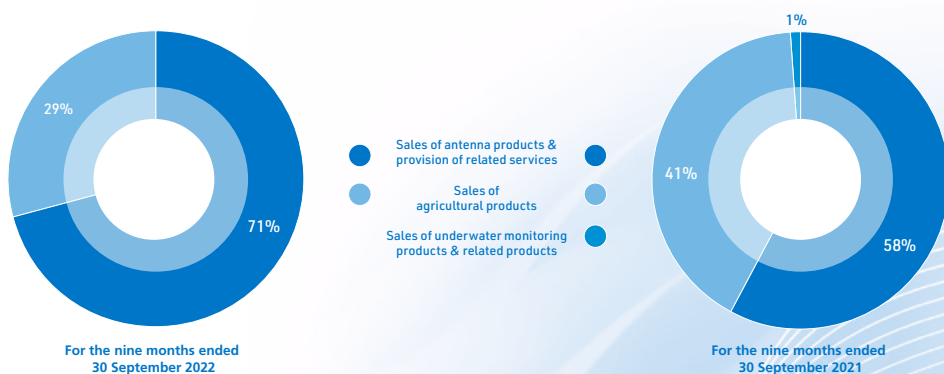 1%
29%
71%
Sales of antenna products &
provision of related services
Sales of
agricultural products
Sales of underwater monitoring
products & related products
41%
58%
For the nine months ended
30 September 2022
For the nine months ended
30 September 2021